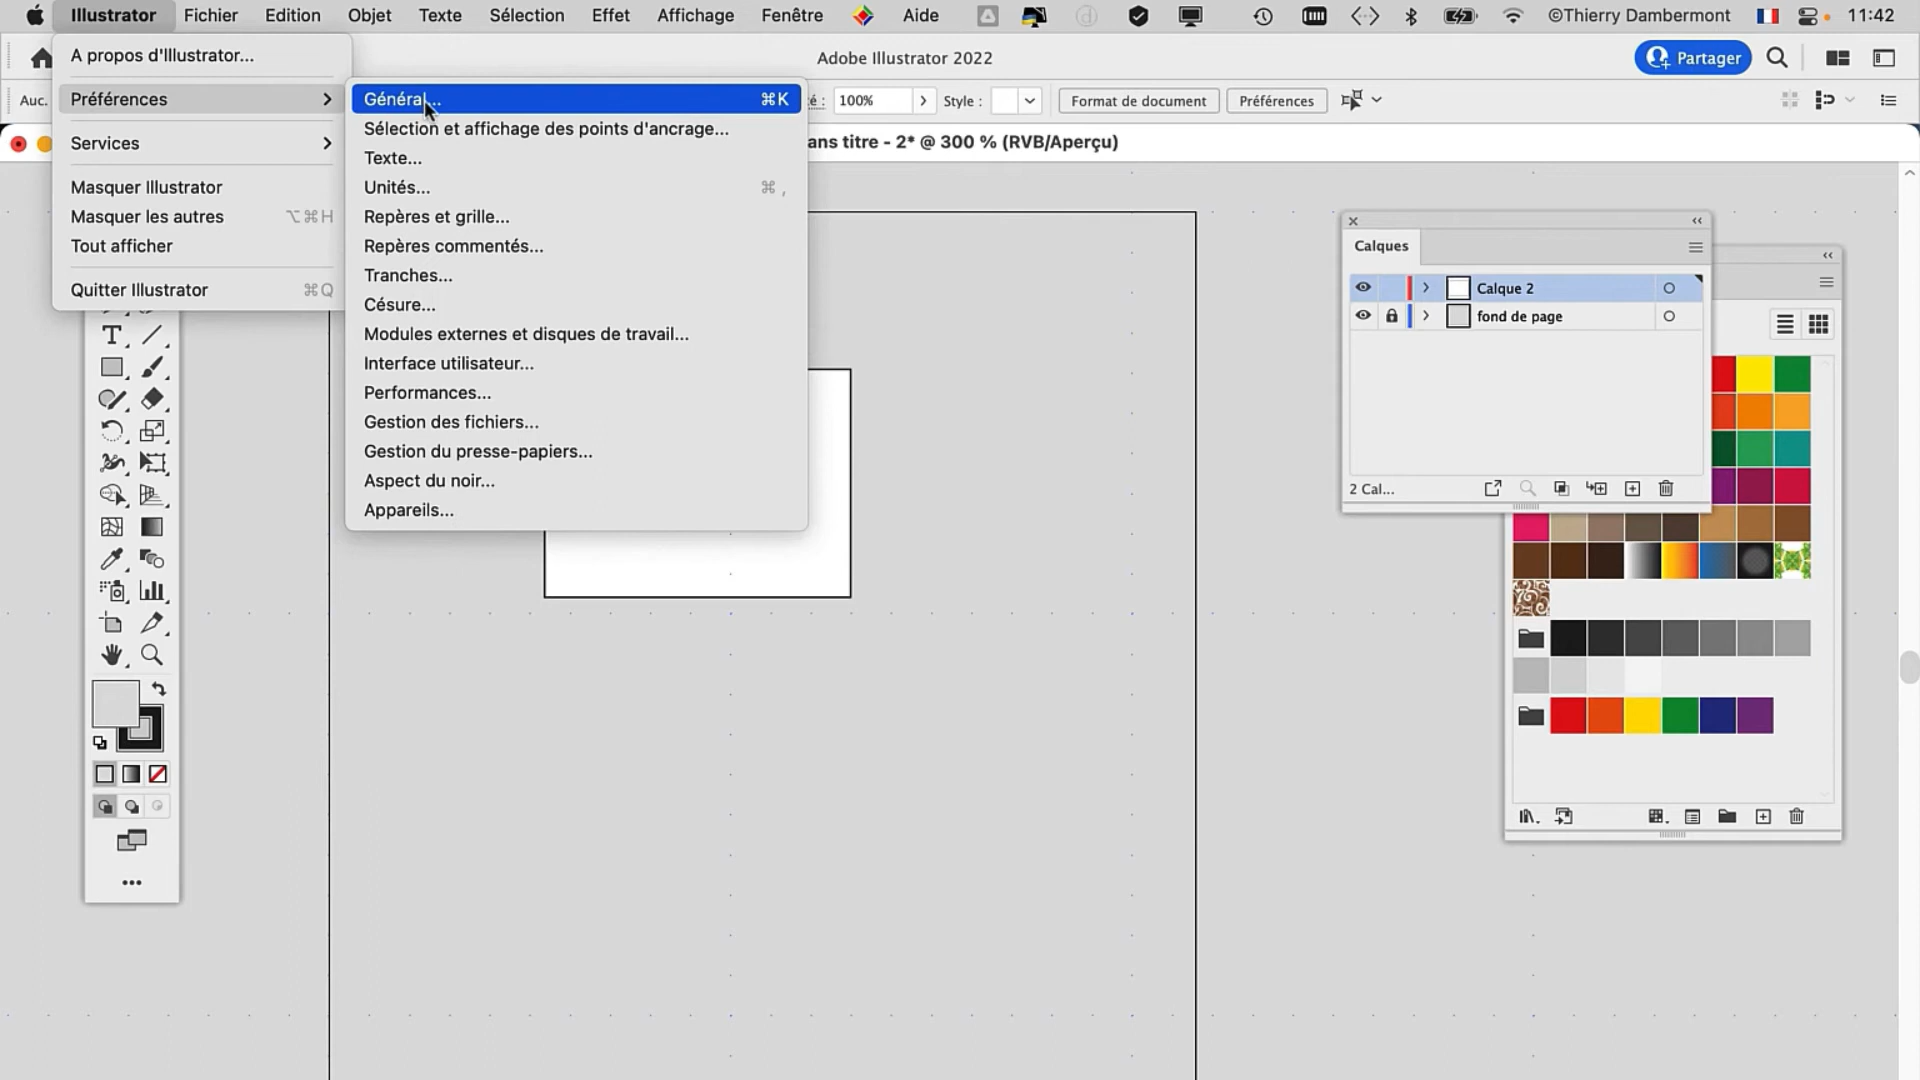 Illustrator Fichier Edition Objet Texte Sélection Effet Affichage Fenêtre Aide ©Thierry Dambermont 11:42
A propos d'Illustrator...
Préférences
Services
Masquer Illustrator
Masquer les autres ⌥⌘H
Tout afficher
Quitter Illustrator ⌘Q
Adobe Illustrator 2022
Partager
Auc.
Général... ⌘K
Sélection et affichage des points d'ancrage...
Texte...
Unités... ⌘ ,
Repères et grille...
Repères commentés...
Tranches...
Césure...
Modules externes et disques de travail...
Interface utilisateur...
Performances...
Gestion des fichiers...
Gestion du presse-papiers...
Aspect du noir...
Appareils...
é : 100% Style : Format de document Préférences
ans titre - 2* @ 300 % (RVB/Aperçu)
Calques
Calque 2
fond de page
2 Cal...